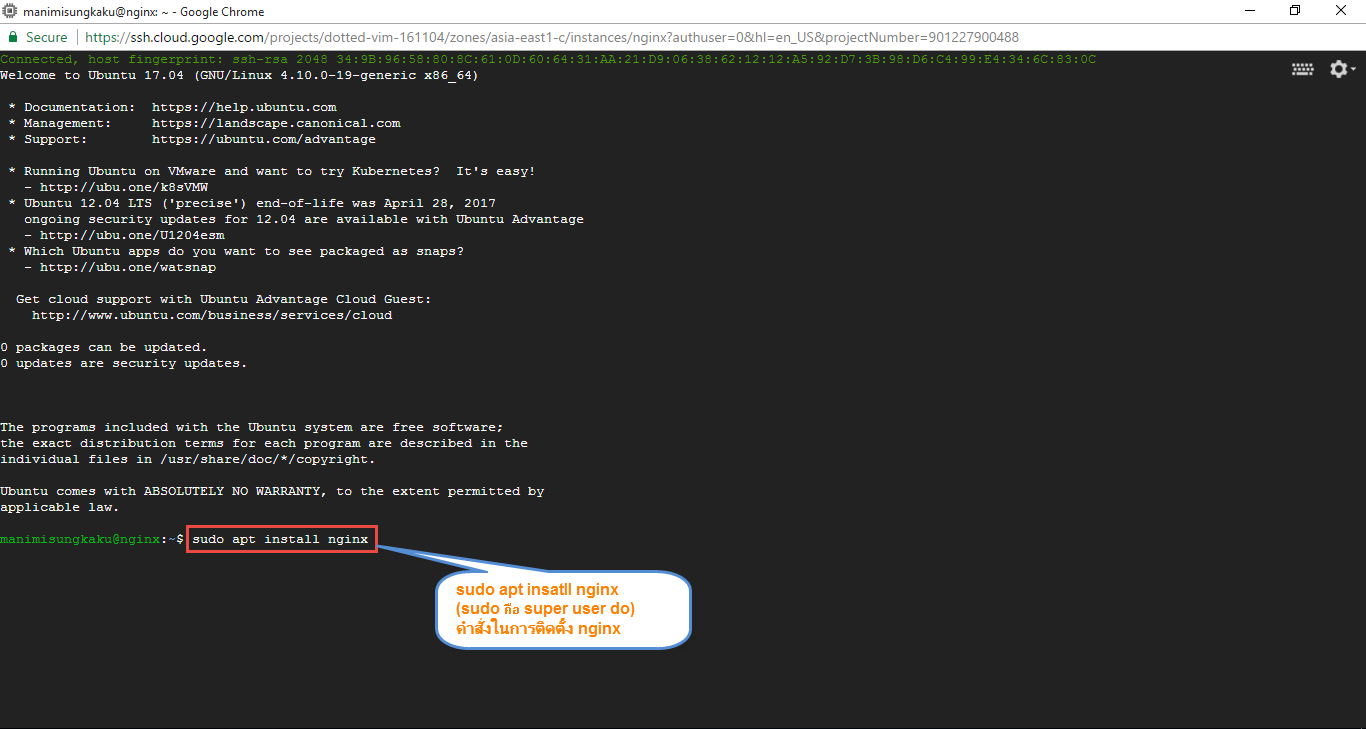 manimisungkaku@nginx: ~ - Google Chrome
Secure https://ssh.cloud.google.com/projects/dotted-vim-161104/zones/asia-east1-c/instances/nginx?authuser=0&hl=en_US&projectNumber=901227900488
Connected, host fingerprint: ssh-rsa 2048 34:9B:96:58:80:8C:61:0D:60:64:31:AA:21:D9:06:38:62:12:12:A5:92:D7:3B:98:D6:C4:99:E4:34:6C:83:0C
Welcome to Ubuntu 17.04 (GNU/Linux 4.10.0-19-generic x86_64)
* Documentation: https://help.ubuntu.com
* Management: https://landscape.canonical.com
* Support: https://ubuntu.com/advantage
* Running Ubuntu on VMware and want to try Kubernetes? It's easy!
- http://ubu.one/k8sVMW
* Ubuntu 12.04 LTS ('precise') end-of-life was April 28, 2017
ongoing security updates for 12.04 are available with Ubuntu Advantage
- http://ubu.one/U1204esm
* Which Ubuntu apps do you want to see packaged as snaps?
- http://ubu.one/watsnap
Get cloud support with Ubuntu Advantage Cloud Guest:
http://www.ubuntu.com/business/services/cloud
0 packages can be updated.
0 updates are security updates.
The programs included with the Ubuntu system are free software;
the exact distribution terms for each program are described in the
individual files in /usr/share/doc/*/copyright.
Ubuntu comes with ABSOLUTELY NO WARRANTY, to the extent permitted by
applicable law.
manimisungkaku@nginx:~$ sudo apt install nginx
sudo apt insatll nginx
(sudo คือ super user do)
คำสั่งในการติดตั้ง nginx